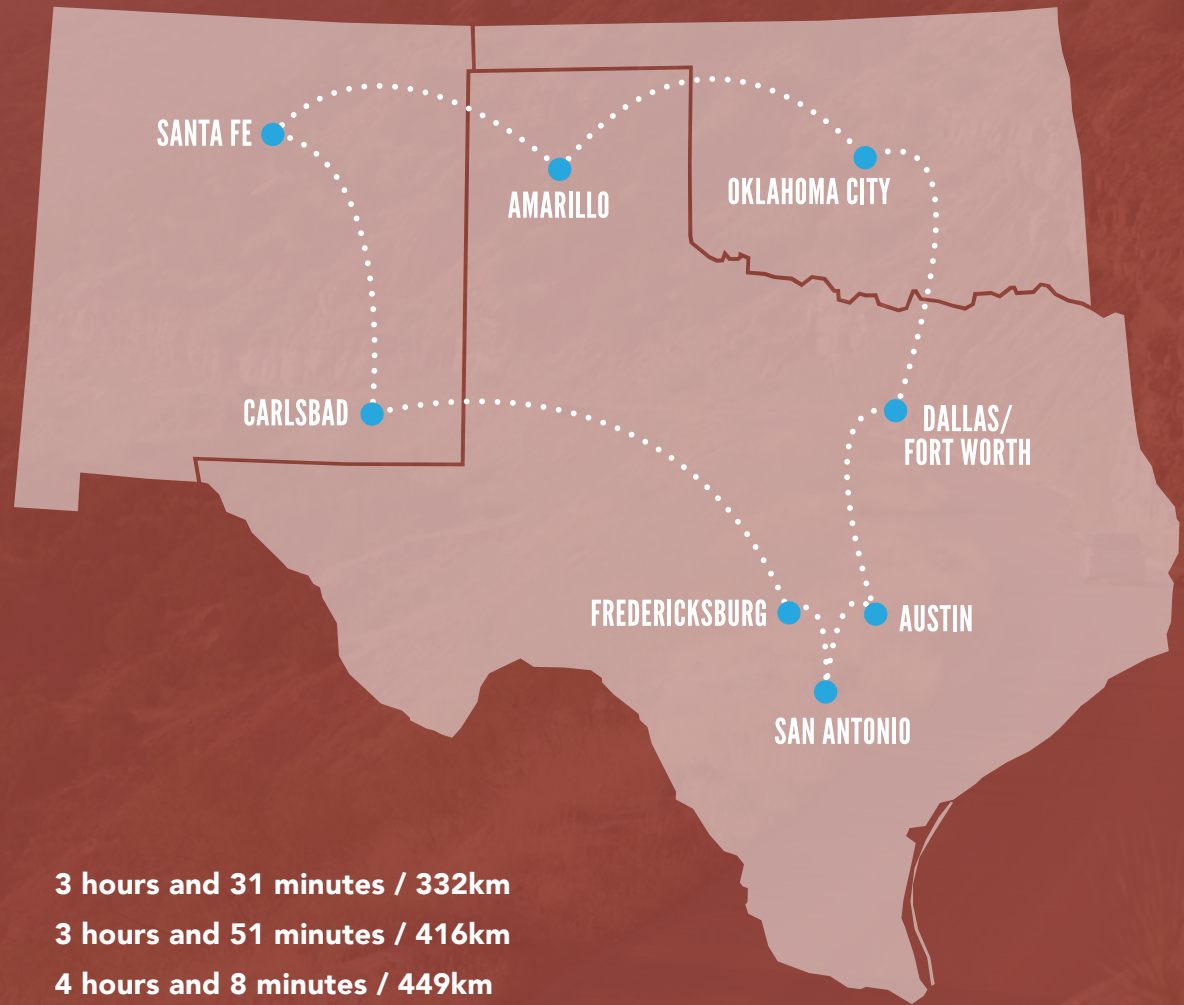 SANTA FE
AMARILLO
OKLAHOMA CITY
CARLSBAD
DALLAS/
FORT WORTH
FREDERICKSBURG
AUSTIN
SAN ANTONIO
3 hours and 31 minutes / 332km
3 hours and 51 minutes / 416km
4 hours and 8 minutes / 449km